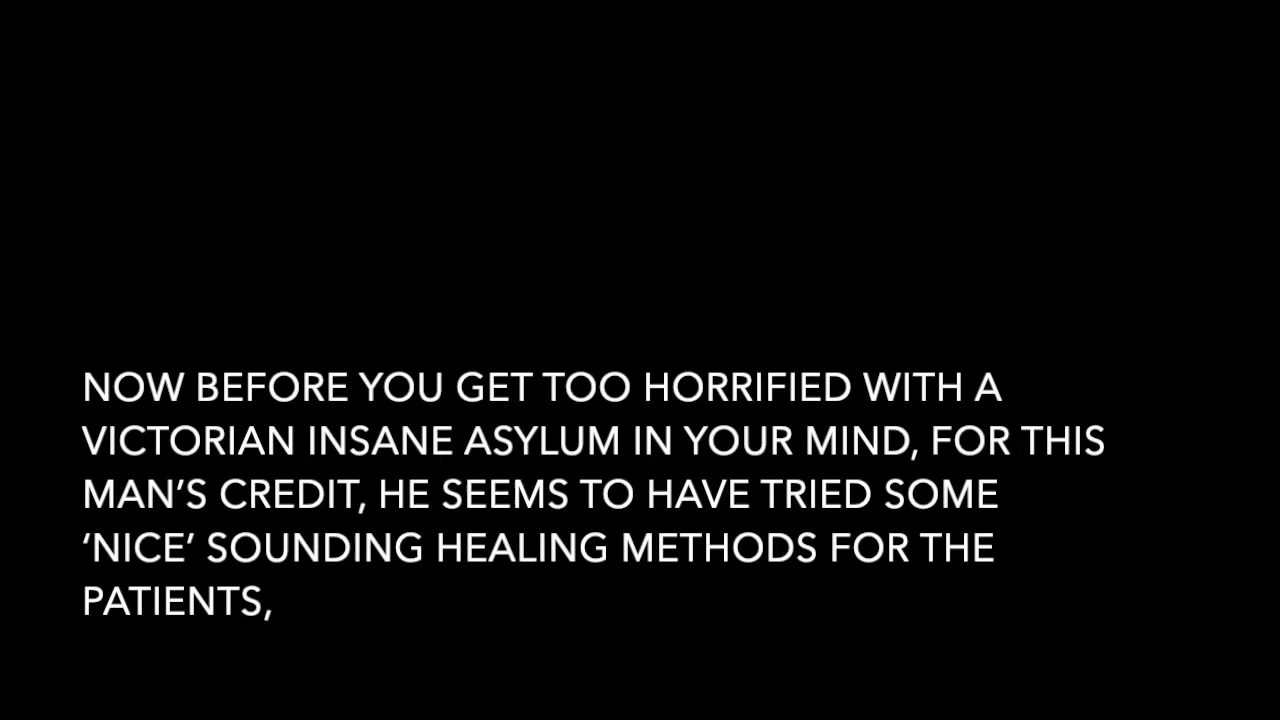 NOW BEFORE YOU GET TOO HORRIFIED WITH A
VICTORIAN INSANE ASYLUM IN YOUR MIND, FOR THIS
MAN’S CREDIT, HE SEEMS TO HAVE TRIED SOME
‘NICE’ SOUNDING HEALING METHODS FOR THE
PATIENTS,